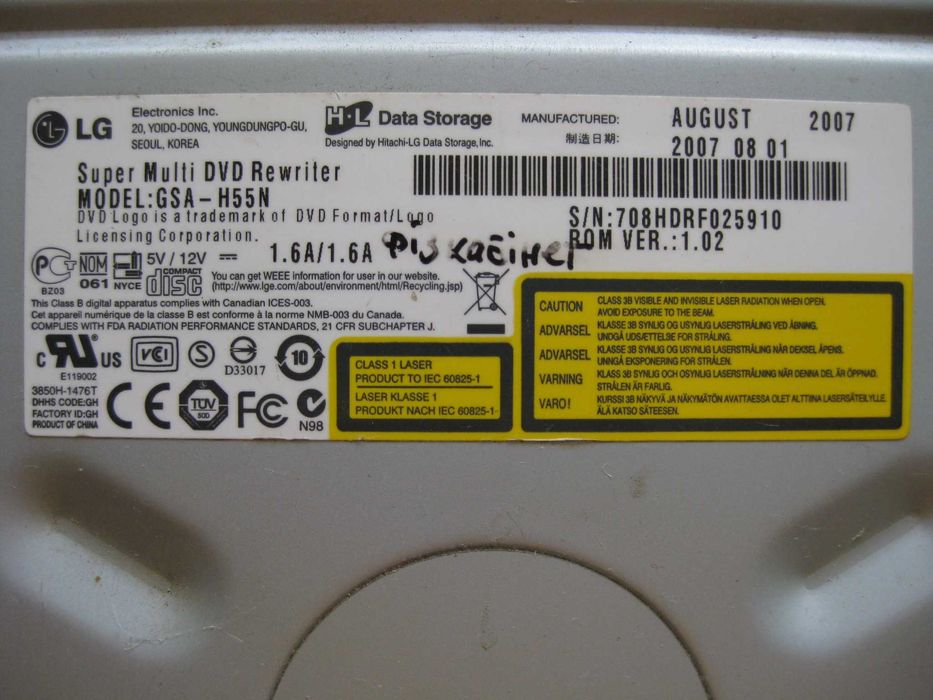 LG
Electronics Inc.
20, YOIDO-DONG, YOUNGDUNGPO-GU,
SEOUL, KOREA
H·L Data Storage
Designed by Hitachi-LG Data Storage, Inc.
MANUFACTURED: AUGUST 2007
制造日期: 2007 08 01
Super Multi DVD Rewriter
MODEL:GSA-H55N
DVD Logo is a trademark of DVD Format/Logo
Licensing Corporation.
S/N:708HDRF025910
ROM VER.:1.02
5V / 12V ⎓ 1.6A/1.6A
Фіз кабінет
PCT
BZ03
NOM
061
NYCE
COMPACT
disc
You can get WEEE information for user in our website.
(http://www.lge.com/about/environment/html/Recycling.jsp)
This Class B digital apparatus complies with Canadian ICES-003.
Cet appareil numérique de la classe B est conforme à la norme NMB-003 du Canada.
COMPLIES WITH FDA RADIATION PERFORMANCE STANDARDS, 21 CFR SUBCHAPTER J.
c RU® US
E119002
VCI
S
D33017
10
3850H-1476T
DHHS CODE:GH
FACTORY ID:GH
PRODUCT OF CHINA
CE
TÜV
SÜD
FC
N98
CLASS 1 LASER
PRODUCT TO IEC 60825-1
LASER KLASSE 1
PRODUKT NACH IEC 60825-1
CAUTION CLASS 3B VISIBLE AND INVISIBLE LASER RADIATION WHEN OPEN.
AVOID EXPOSURE TO THE BEAM.
ADVARSEL KLASSE 3B SYNLIG OG USYNLIG LASERSTRÅLING VED ÅBNING.
UNDGÅ UDSÆTTELSE FOR STRÅLING.
ADVARSEL KLASSE 3B SYNLIG OG USYNLIG LASERSTRÅLING NÅR DEKSEL ÅPENS.
UNNGÅ EKSPONERING FOR STRÅLEN.
VARNING KLASS 3B SYNLIG OCH OSYNLIG LASERSTRÅLNING NÄR DENNA DEL ÄR ÖPPNAD.
STRÅLEN ÄR FARLIG.
VARO! KURSSI 3B NÄKYVÄ JA NÄKYMÄTÖN AVATTAESSA OLET ALTTIINA LASERSÄTEILYLLE.
ÄLÄ KATSO SÄTEESEEN.